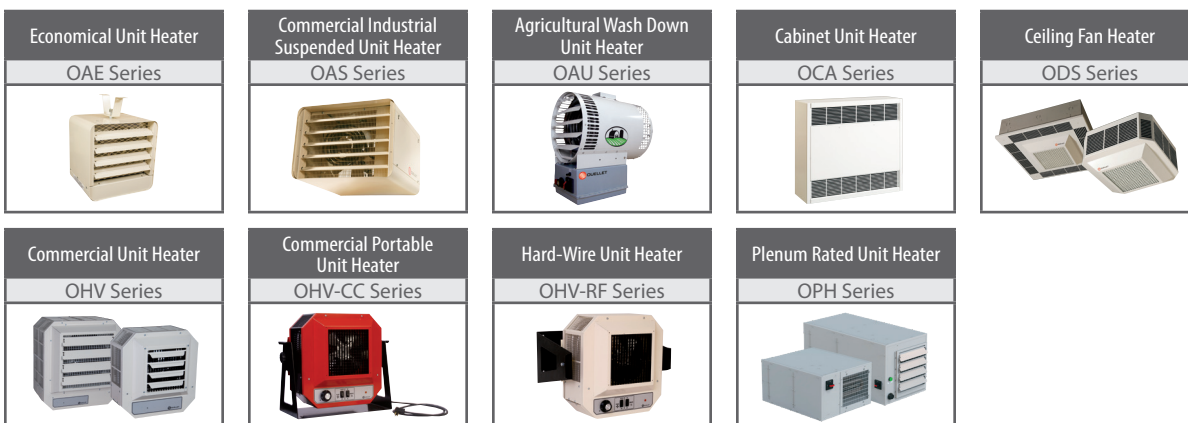 Economical Unit Heater
OAE Series
Commercial Industrial
Suspended Unit Heater
OAS Series
Agricultural Wash Down
Unit Heater
OAU Series
OUELLET
Cabinet Unit Heater
OCA Series
Ceiling Fan Heater
ODS Series
Commercial Unit Heater
OHV Series
Commercial Portable
Unit Heater
OHV-CC Series
Hard-Wire Unit Heater
OHV-RF Series
Plenum Rated Unit Heater
OPH Series